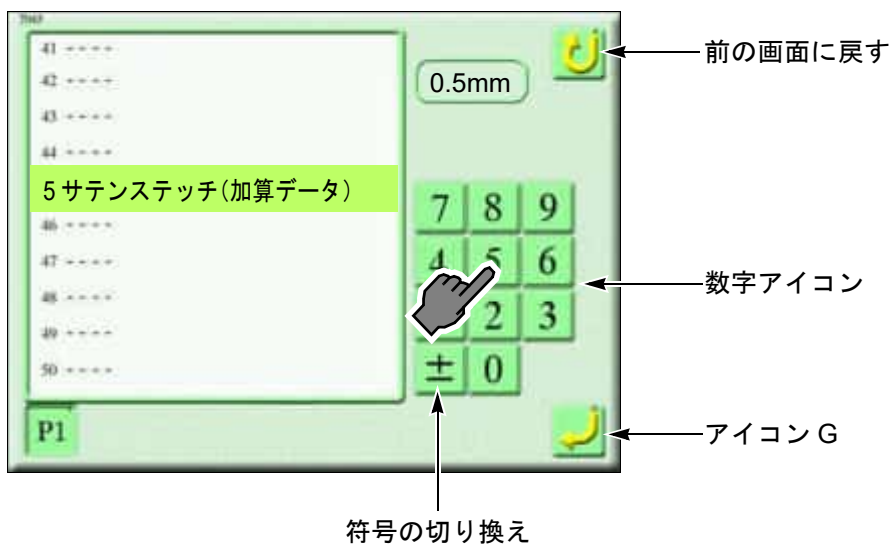 41 ----
42 ----
43 ----
44 ----
5 サテンステッチ(加算データ)
46 ----
47 ----
48 ----
49 ----
50 ----
P1
0.5mm
7 8 9
4 5 6
2 3
± 0
前の画面に戻す
数字アイコン
アイコン G
符号の切り換え